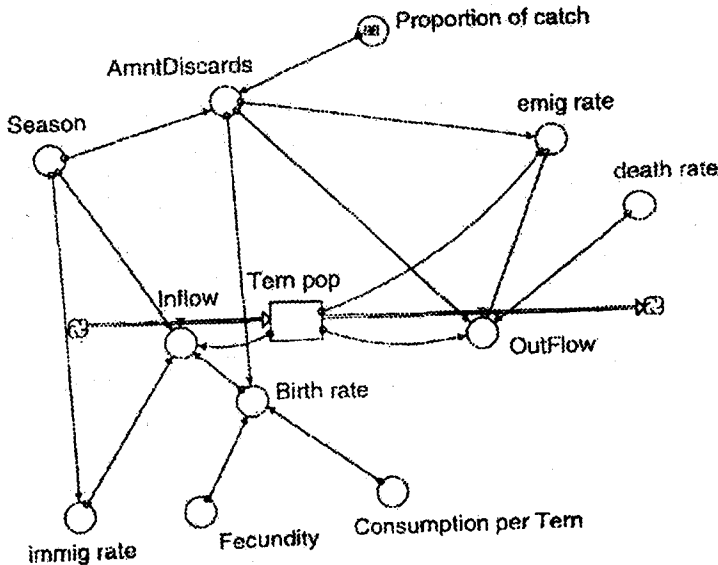 Proportion of catch
AmntDiscards
emig rate
Season
death rate
Tern pop
Inflow
OutFlow
Birth rate
Consumption per Tern
Fecundity
immig rate